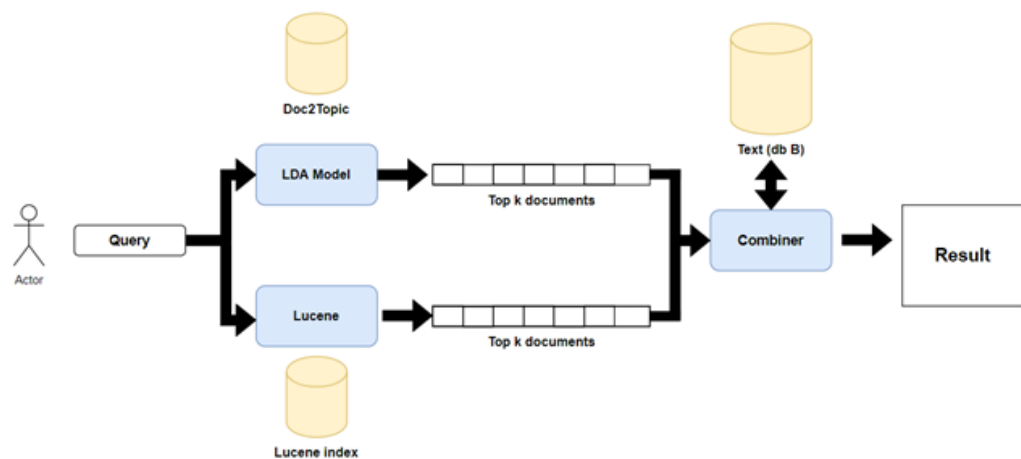 Doc2Topic
Text (db B)
LDA Model
Top k documents
Actor
Query
Combiner
Result
Lucene
Top k documents
Lucene index